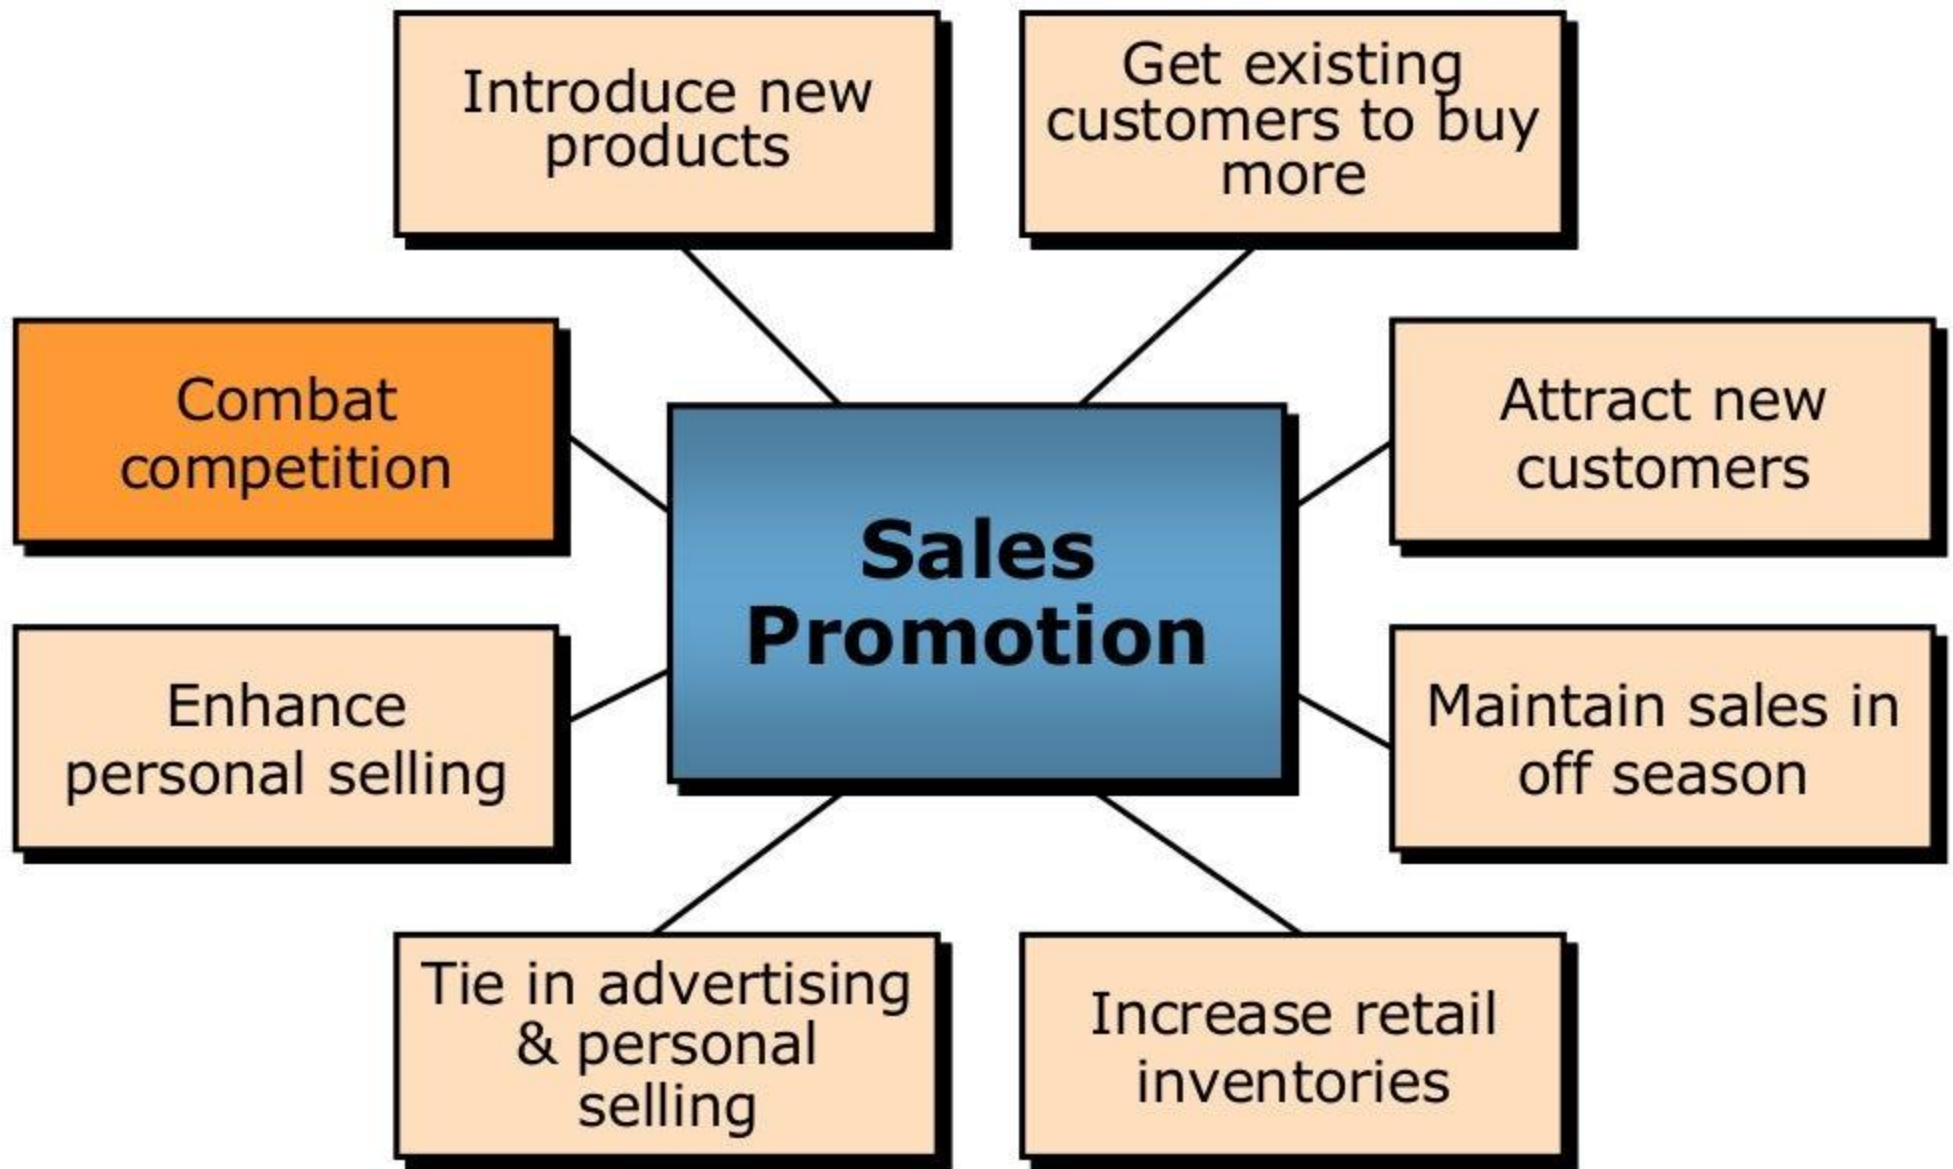 Introduce new
products
Get existing
customers to buy
more
Combat
competition
Attract new
customers
Sales
Promotion
Enhance
personal selling
Maintain sales in
off season
Tie in advertising
& personal
selling
Increase retail
inventories